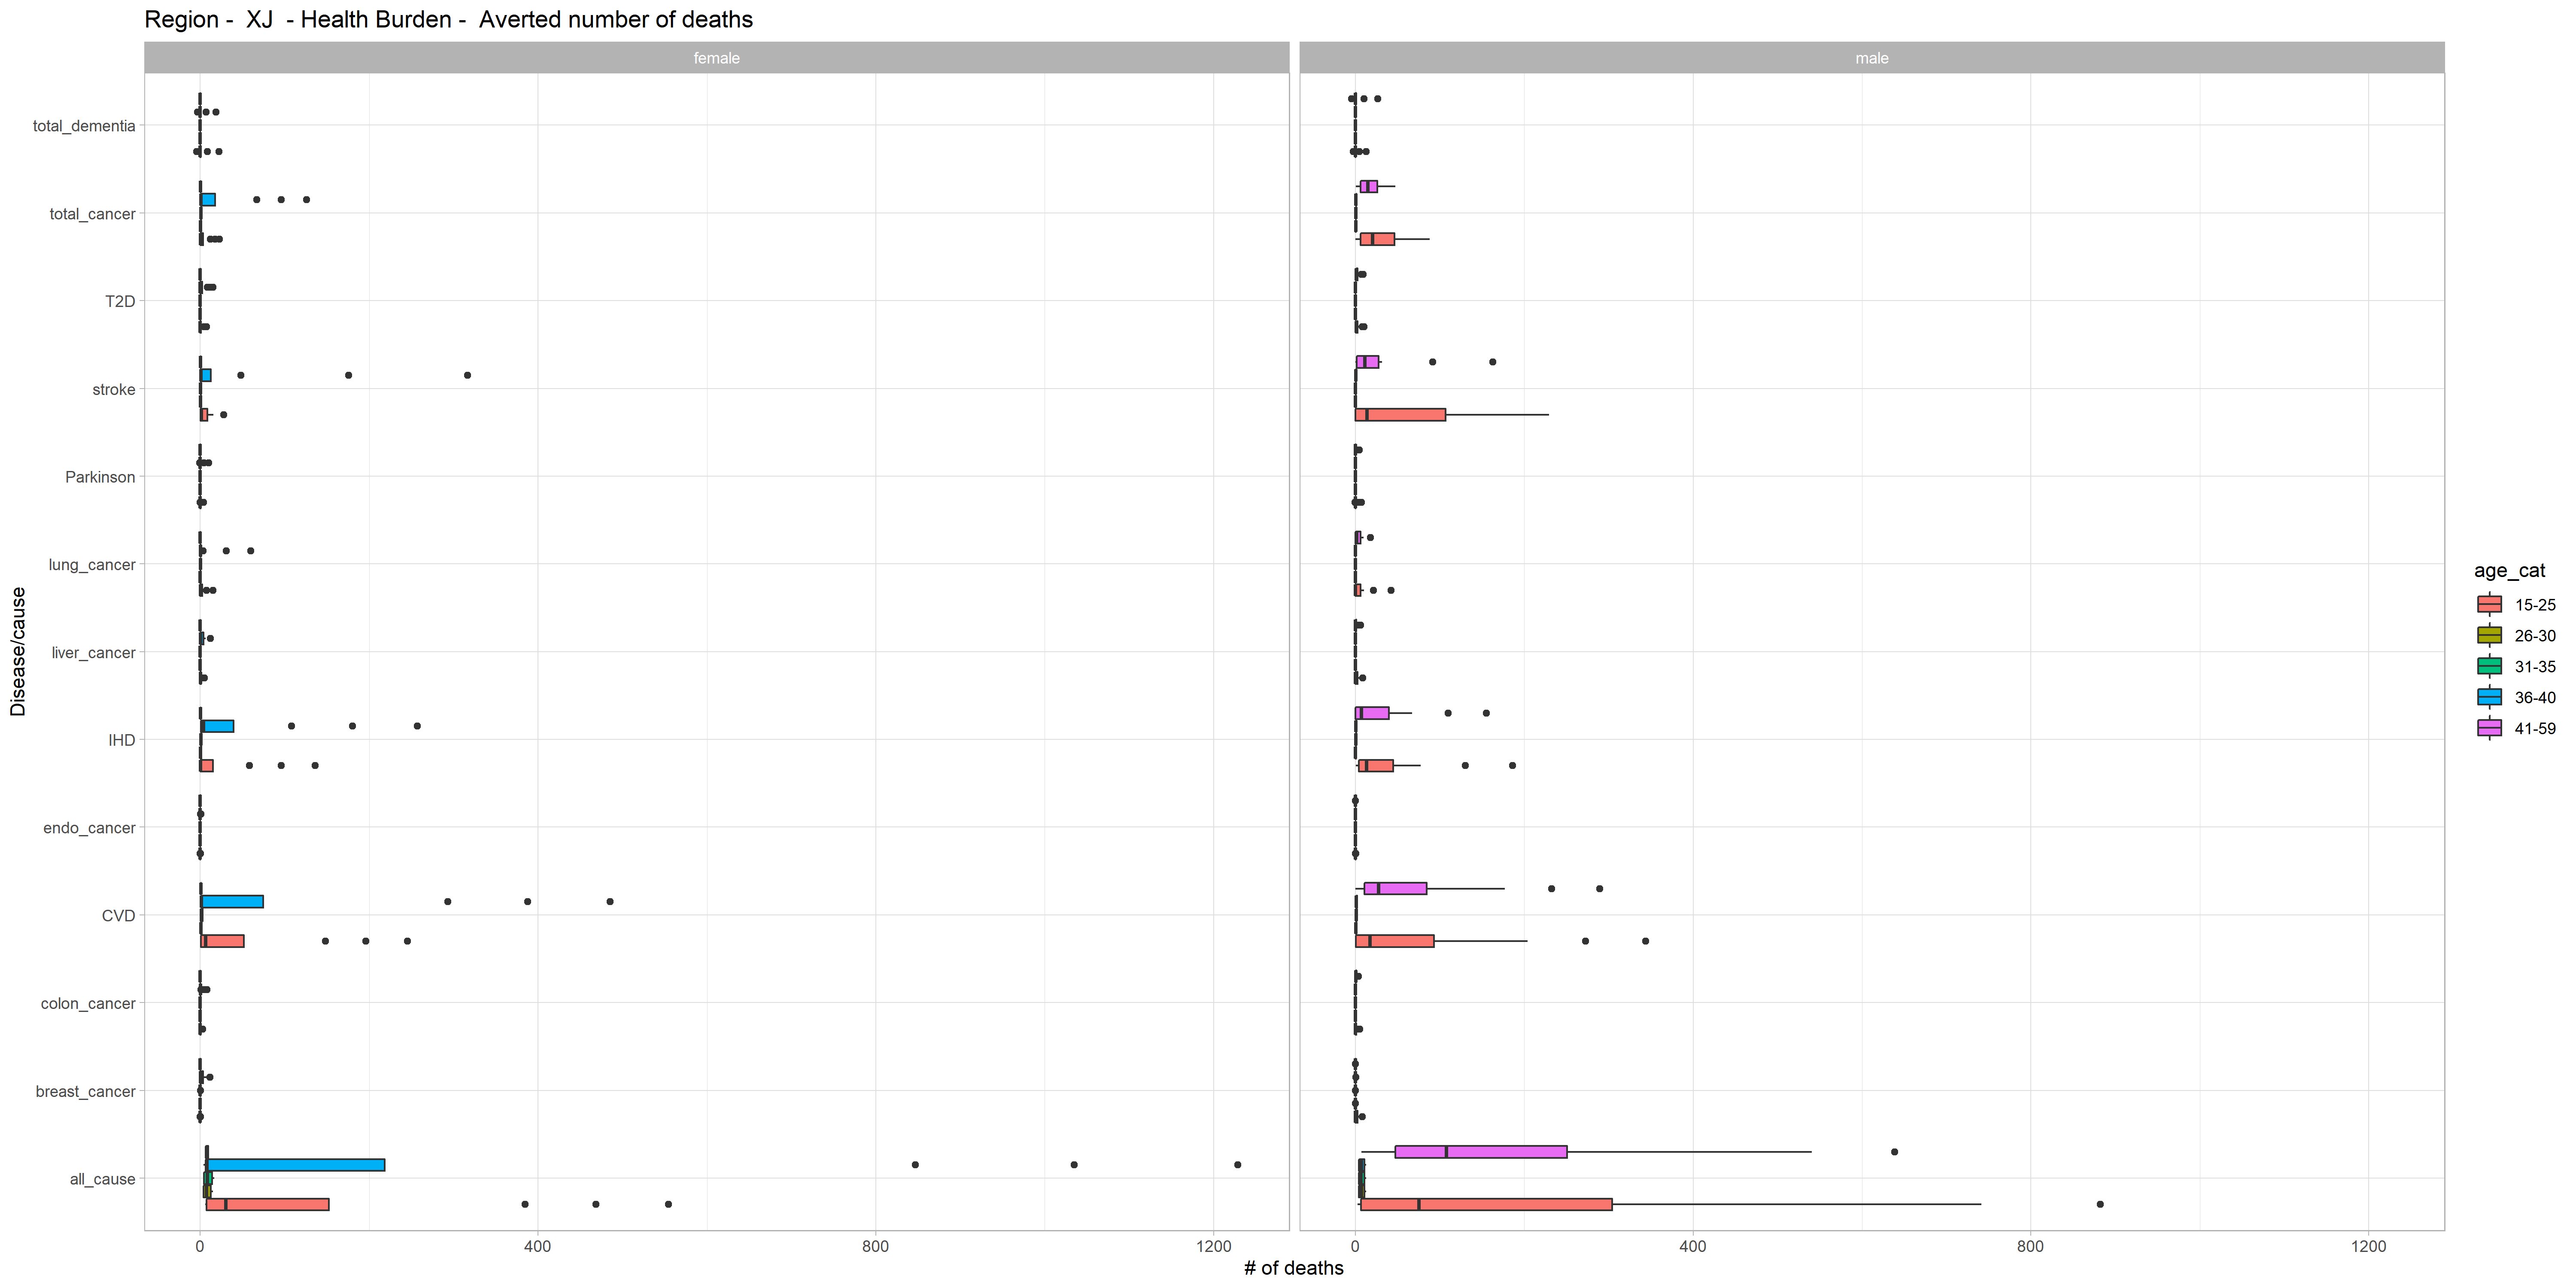 Region -  XJ  - Health Burden -  Averted number of deaths
female
male
total_dementia
total_cancer
T2D
stroke
Parkinson
lung_cancer
liver_cancer
IHD
endo_cancer
CVD
colon_cancer
breast_cancer
all_cause
Disease/cause
0
400
800
1200
0
400
800
1200
# of deaths
age_cat
15-25
26-30
31-35
36-40
41-59